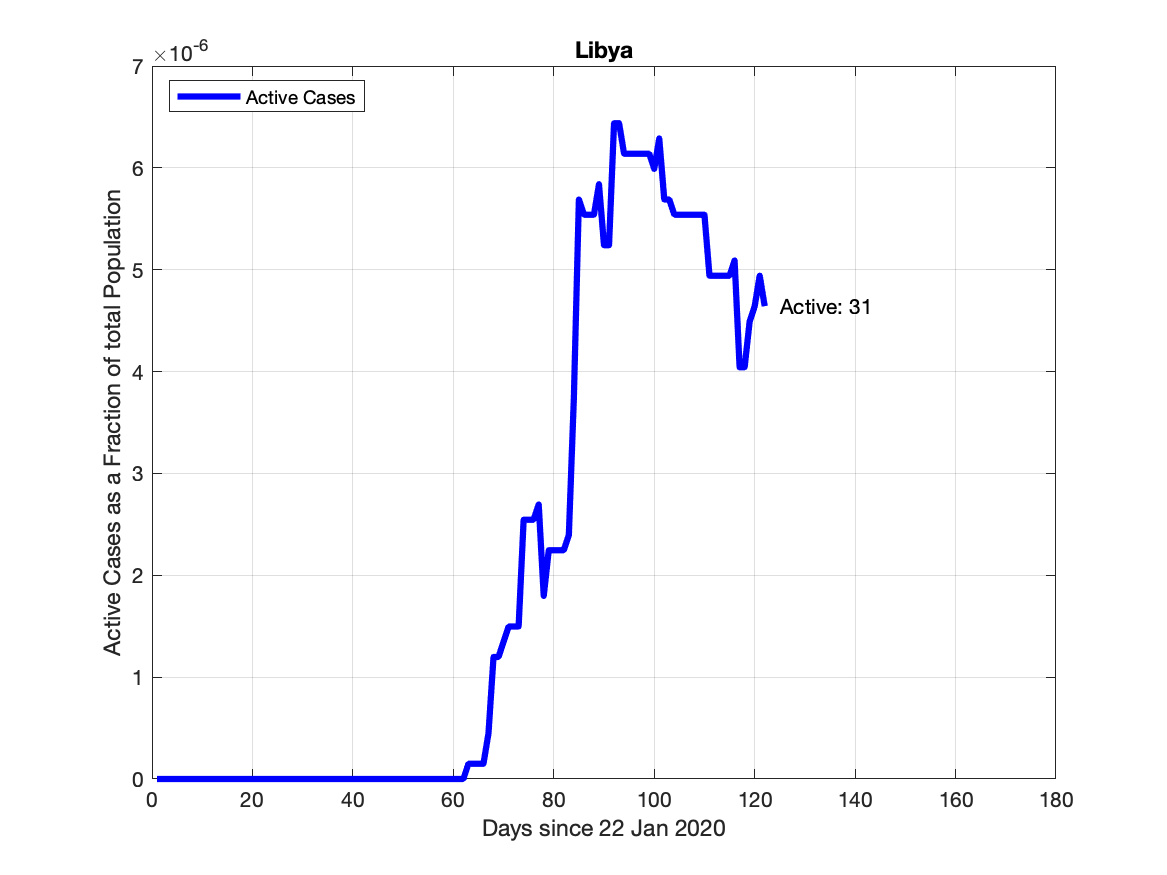 Libya
×10-6
7
Active Cases
6
5
Active: 31
4
3
2
1
0
Active Cases as a Fraction of total Population
0 20 40 60 80 100 120 140 160 180
Days since 22 Jan 2020